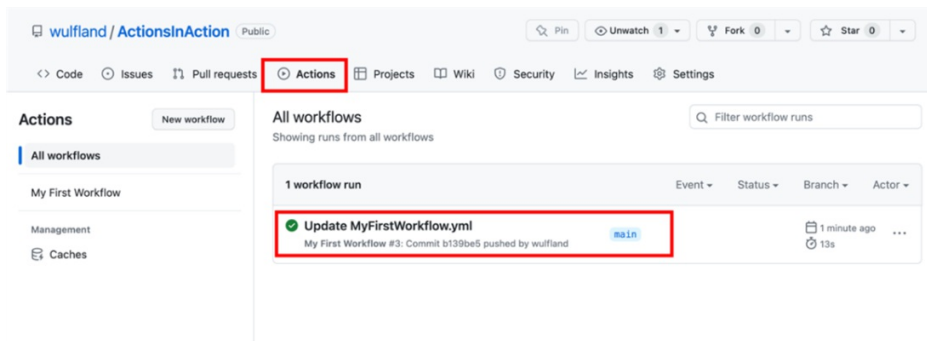 wulfland / ActionsInAction Public
Pin
Unwatch 1
Fork 0
Star 0
Code
Issues
Pull requests
Actions
Projects
Wiki
Security
Insights
Settings
Actions
New workflow
All workflows
My First Workflow
Management
Caches
All workflows
Showing runs from all workflows
Filter workflow runs
1 workflow run
Event
Status
Branch
Actor
Update MyFirstWorkflow.yml
My First Workflow #3: Commit b139be5 pushed by wulfland
main
1 minute ago
13s